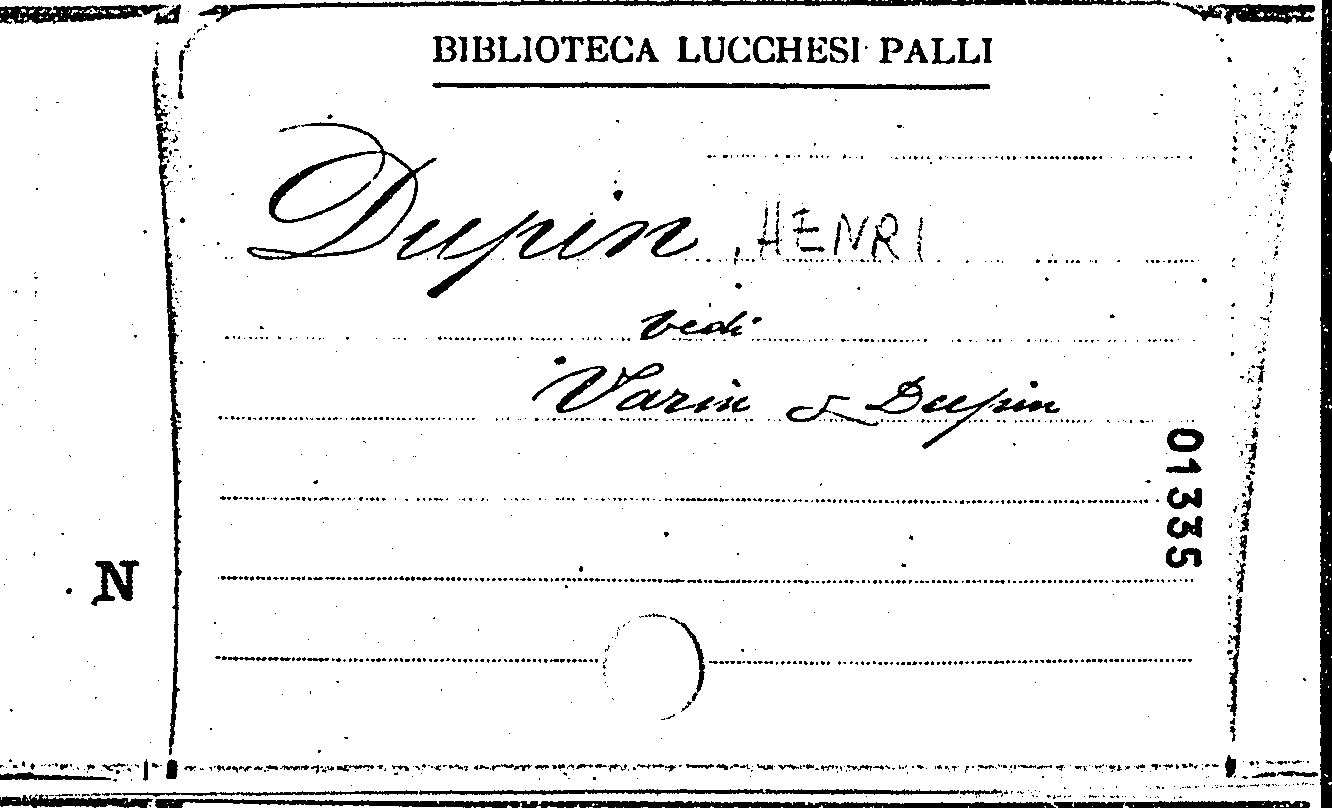 BIBLIOTECA LUCCHESI PALLI
Dupin, HENRI
vedi
Varin & Dupin
01335
N